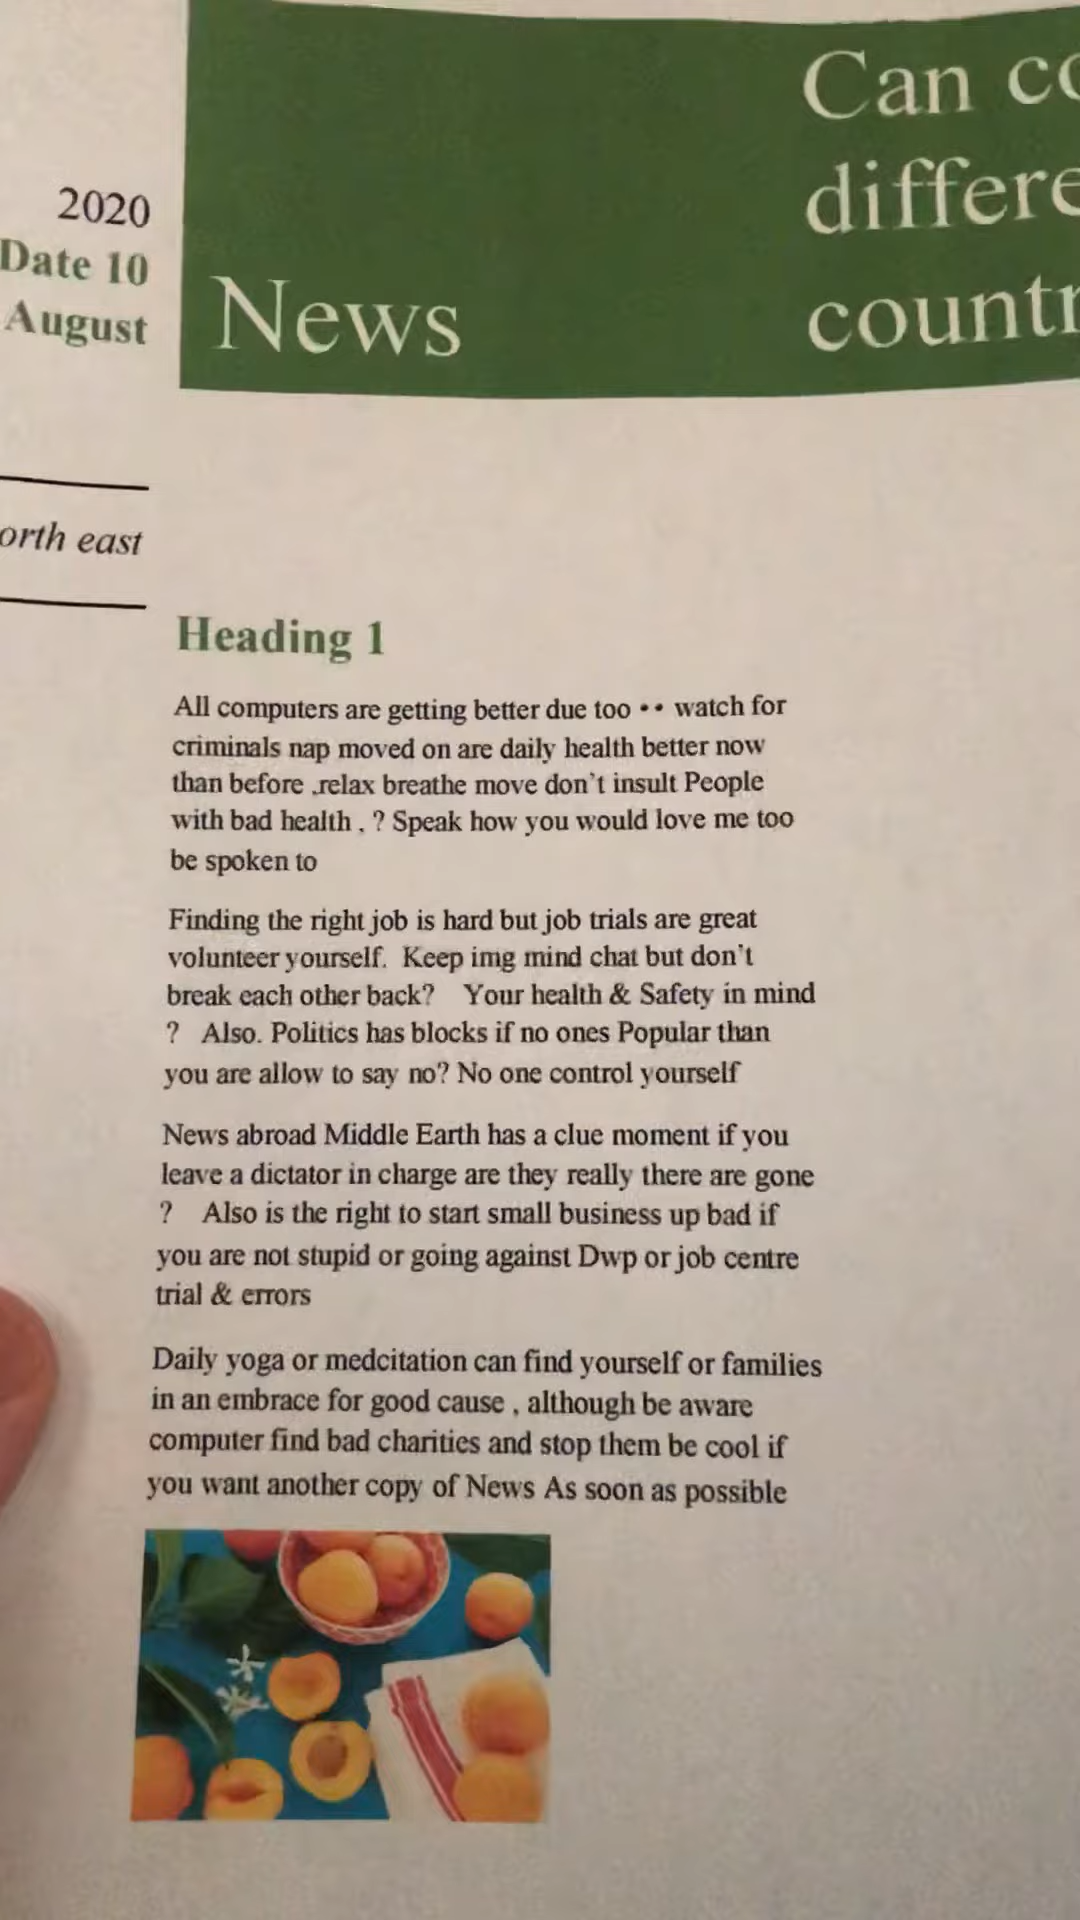 2020
Date 10
August
News
Can
countr
differe
east
Heading 1
All computers are getting better due too •• watch for
criminals nap moved on are daily health better now
than before .relax breathe move don't insult People
with bad health , ? Speak how you would love me too
be spoken to
Finding the right job is hard but job trials are great
volunteer yourself. Keep img mind chat but don't
break each other back? Your health & Safety in mind
? Also. Politics has blocks if no ones Popular than
you are allow to say no? No one control yourself
News abroad Middle Earth has a clue moment if you
leave a dictator in charge are they really there are gone
? Also is the right to start small business up bad if
you are not stupid or going against Dwp or job centre
trial & errors
Daily yoga or medcitation can find yourself or families
in an embrace for good cause , although be aware
computer find bad charities and stop them be cool if
you want another copy of News As soon as possible